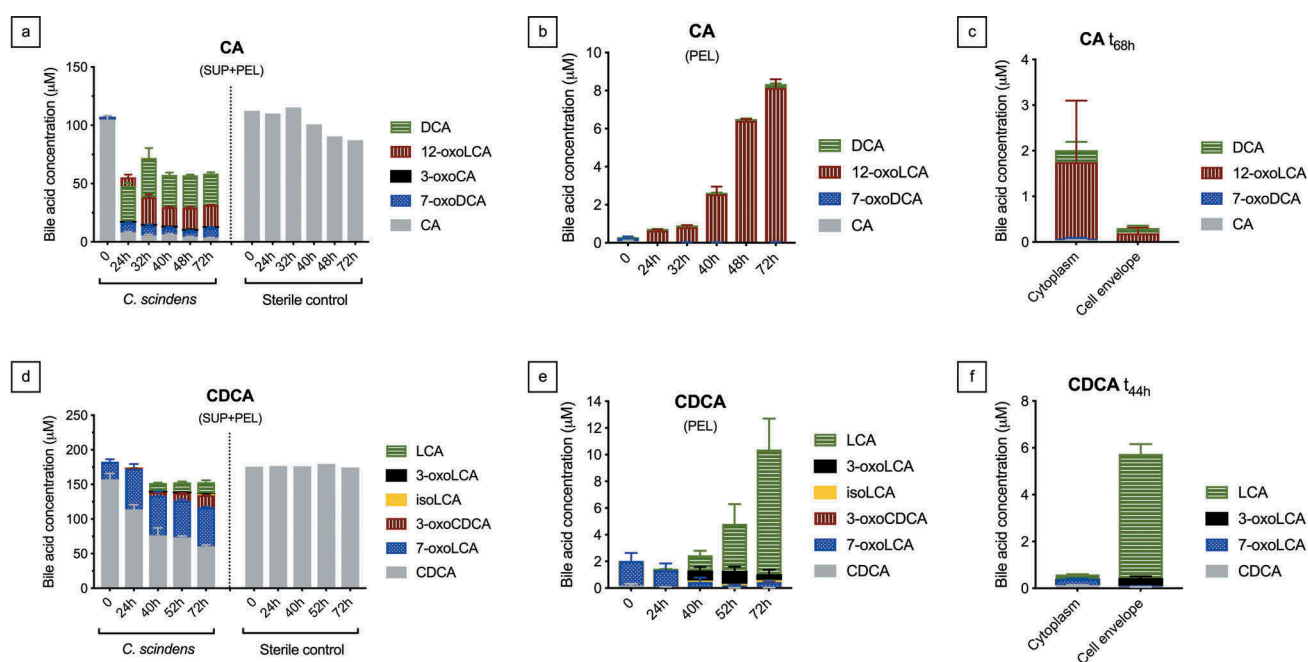 a
CA
(SUP+PEL)
Bile acid concentration (μM)
150
100
50
0
0
24h
32h
40h
48h
72h
0
24h
32h
40h
48h
72h
C. scindens
Sterile control
DCA
12-oxoLCA
3-oxoCA
7-oxoDCA
CA
b
CA
(PEL)
Bile acid concentration (μM)
10
8
6
4
2
0
0
24h
32h
40h
48h
72h
DCA
12-oxoLCA
7-oxoDCA
CA
c
CA t68h
Bile acid concentration (μM)
4
3
2
1
0
Cytoplasm
Cell envelope
DCA
12-oxoLCA
7-oxoDCA
CA
d
CDCA
(SUP+PEL)
Bile acid concentration (μM)
250
200
150
100
50
0
0
24h
40h
52h
72h
0
24h
40h
52h
72h
C. scindens
Sterile control
LCA
3-oxoLCA
isoLCA
3-oxoCDCA
7-oxoLCA
CDCA
e
CDCA
(PEL)
Bile acid concentration (μM)
14
12
10
8
6
4
2
0
0
24h
40h
52h
72h
LCA
3-oxoLCA
isoLCA
3-oxoCDCA
7-oxoLCA
CDCA
f
CDCA t44h
Bile acid concentration (μM)
8
6
4
2
0
Cytoplasm
Cell envelope
LCA
3-oxoLCA
7-oxoLCA
CDCA